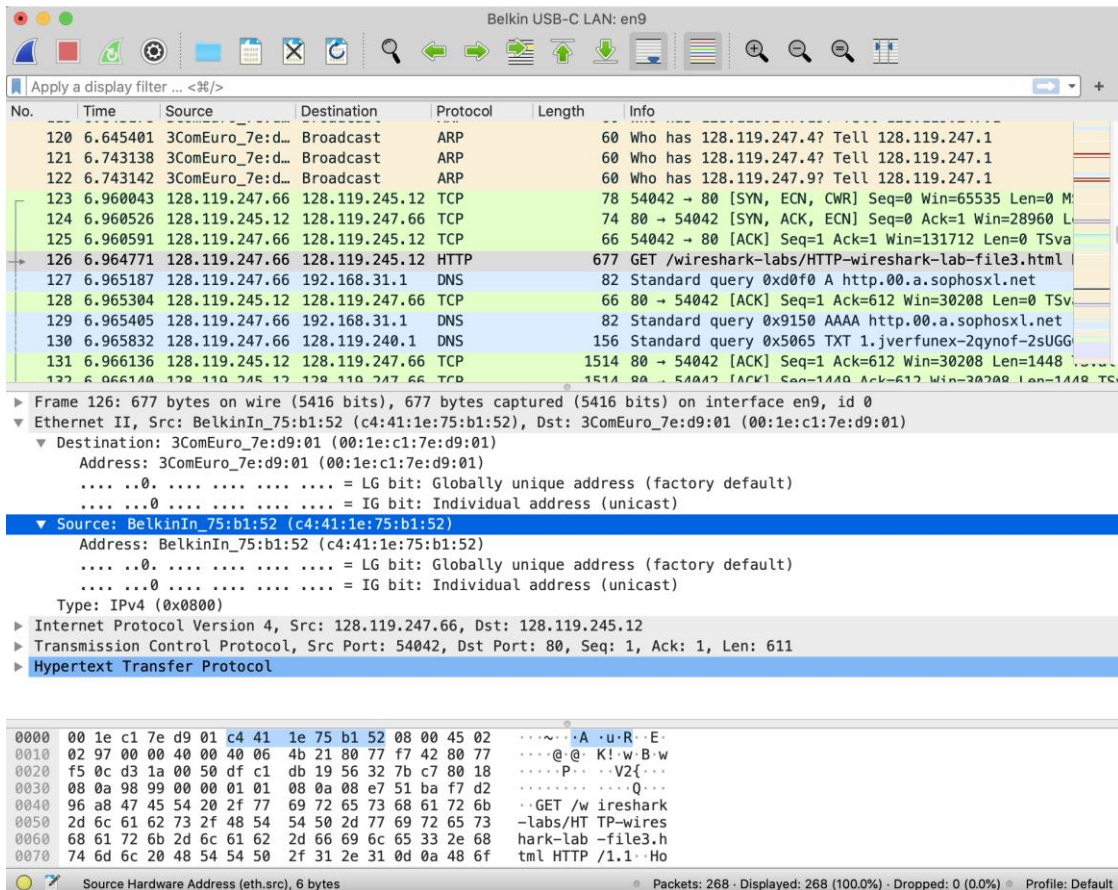 Belkin USB-C LAN: en9
Apply a display filter ... <⌘/>
No. Time Source Destination Protocol Length Info
120 6.645401 3ComEuro_7e:d… Broadcast ARP 60 Who has 128.119.247.4? Tell 128.119.247.1
121 6.743138 3ComEuro_7e:d… Broadcast ARP 60 Who has 128.119.247.4? Tell 128.119.247.1
122 6.743142 3ComEuro_7e:d… Broadcast ARP 60 Who has 128.119.247.9? Tell 128.119.247.1
123 6.960043 128.119.247.66 128.119.245.12 TCP 78 54042 → 80 [SYN, ECN, CWR] Seq=0 Win=65535 Len=0 M
124 6.960526 128.119.245.12 128.119.247.66 TCP 74 80 → 54042 [SYN, ACK, ECN] Seq=0 Ack=1 Win=28960 L
125 6.960591 128.119.247.66 128.119.245.12 TCP 66 54042 → 80 [ACK] Seq=1 Ack=1 Win=131712 Len=0 TSva
126 6.964771 128.119.247.66 128.119.245.12 HTTP 677 GET /wireshark-labs/HTTP-wireshark-lab-file3.html
127 6.965187 128.119.247.66 192.168.31.1 DNS 82 Standard query 0xd0f0 A http.00.a.sophosxl.net
128 6.965304 128.119.245.12 128.119.247.66 TCP 66 80 → 54042 [ACK] Seq=1 Ack=612 Win=30208 Len=0 TSv
129 6.965405 128.119.247.66 192.168.31.1 DNS 82 Standard query 0x9150 AAAA http.00.a.sophosxl.net
130 6.965832 128.119.247.66 128.119.240.1 DNS 156 Standard query 0x5065 TXT 1.jverfunex-2qynof-2sUGG
131 6.966136 128.119.245.12 128.119.247.66 TCP 1514 80 → 54042 [ACK] Seq=1 Ack=612 Win=30208 Len=1448
132 6.966140 128.119.245.12 128.119.247.66 TCP 1514 80 → 54042 [ACK] Seq=1449 Ack=612 Win=30208 Len=1448 TS
Frame 126: 677 bytes on wire (5416 bits), 677 bytes captured (5416 bits) on interface en9, id 0
Ethernet II, Src: BelkinIn_75:b1:52 (c4:41:1e:75:b1:52), Dst: 3ComEuro_7e:d9:01 (00:1e:c1:7e:d9:01)
Destination: 3ComEuro_7e:d9:01 (00:1e:c1:7e:d9:01)
Address: 3ComEuro_7e:d9:01 (00:1e:c1:7e:d9:01)
.... ..0. .... .... .... .... = LG bit: Globally unique address (factory default)
.... ...0 .... .... .... .... = IG bit: Individual address (unicast)
Source: BelkinIn_75:b1:52 (c4:41:1e:75:b1:52)
Address: BelkinIn_75:b1:52 (c4:41:1e:75:b1:52)
.... ..0. .... .... .... .... = LG bit: Globally unique address (factory default)
.... ...0 .... .... .... .... = IG bit: Individual address (unicast)
Type: IPv4 (0x0800)
Internet Protocol Version 4, Src: 128.119.247.66, Dst: 128.119.245.12
Transmission Control Protocol, Src Port: 54042, Dst Port: 80, Seq: 1, Ack: 1, Len: 611
Hypertext Transfer Protocol
0000 00 1e c1 7e d9 01 c4 41 1e 75 b1 52 08 00 45 02 ···~···A ·u·R··E·
0010 02 97 00 00 40 00 40 06 4b 21 80 77 f7 42 80 77 ····@·@· K!·w·B·w
0020 f5 0c d3 1a 00 50 df c1 db 19 56 32 7b c7 80 18 ·····P·· ··V2{···
0030 08 0a 98 99 00 00 01 01 08 0a 08 e7 51 ba f7 d2 ········ ····Q···
0040 96 a8 47 45 54 20 2f 77 69 72 65 73 68 61 72 6b ··GET /w ireshark
0050 2d 6c 61 62 73 2f 48 54 54 50 2d 77 69 72 65 73 -labs/HT TP-wires
0060 68 61 72 6b 2d 6c 61 62 2d 66 69 6c 65 33 2e 68 hark-lab -file3.h
0070 74 6d 6c 20 48 54 54 50 2f 31 2e 31 0d 0a 48 6f tml HTTP /1.1··Ho
Source Hardware Address (eth.src), 6 bytes Packets: 268 · Displayed: 268 (100.0%) · Dropped: 0 (0.0%) Profile: Default